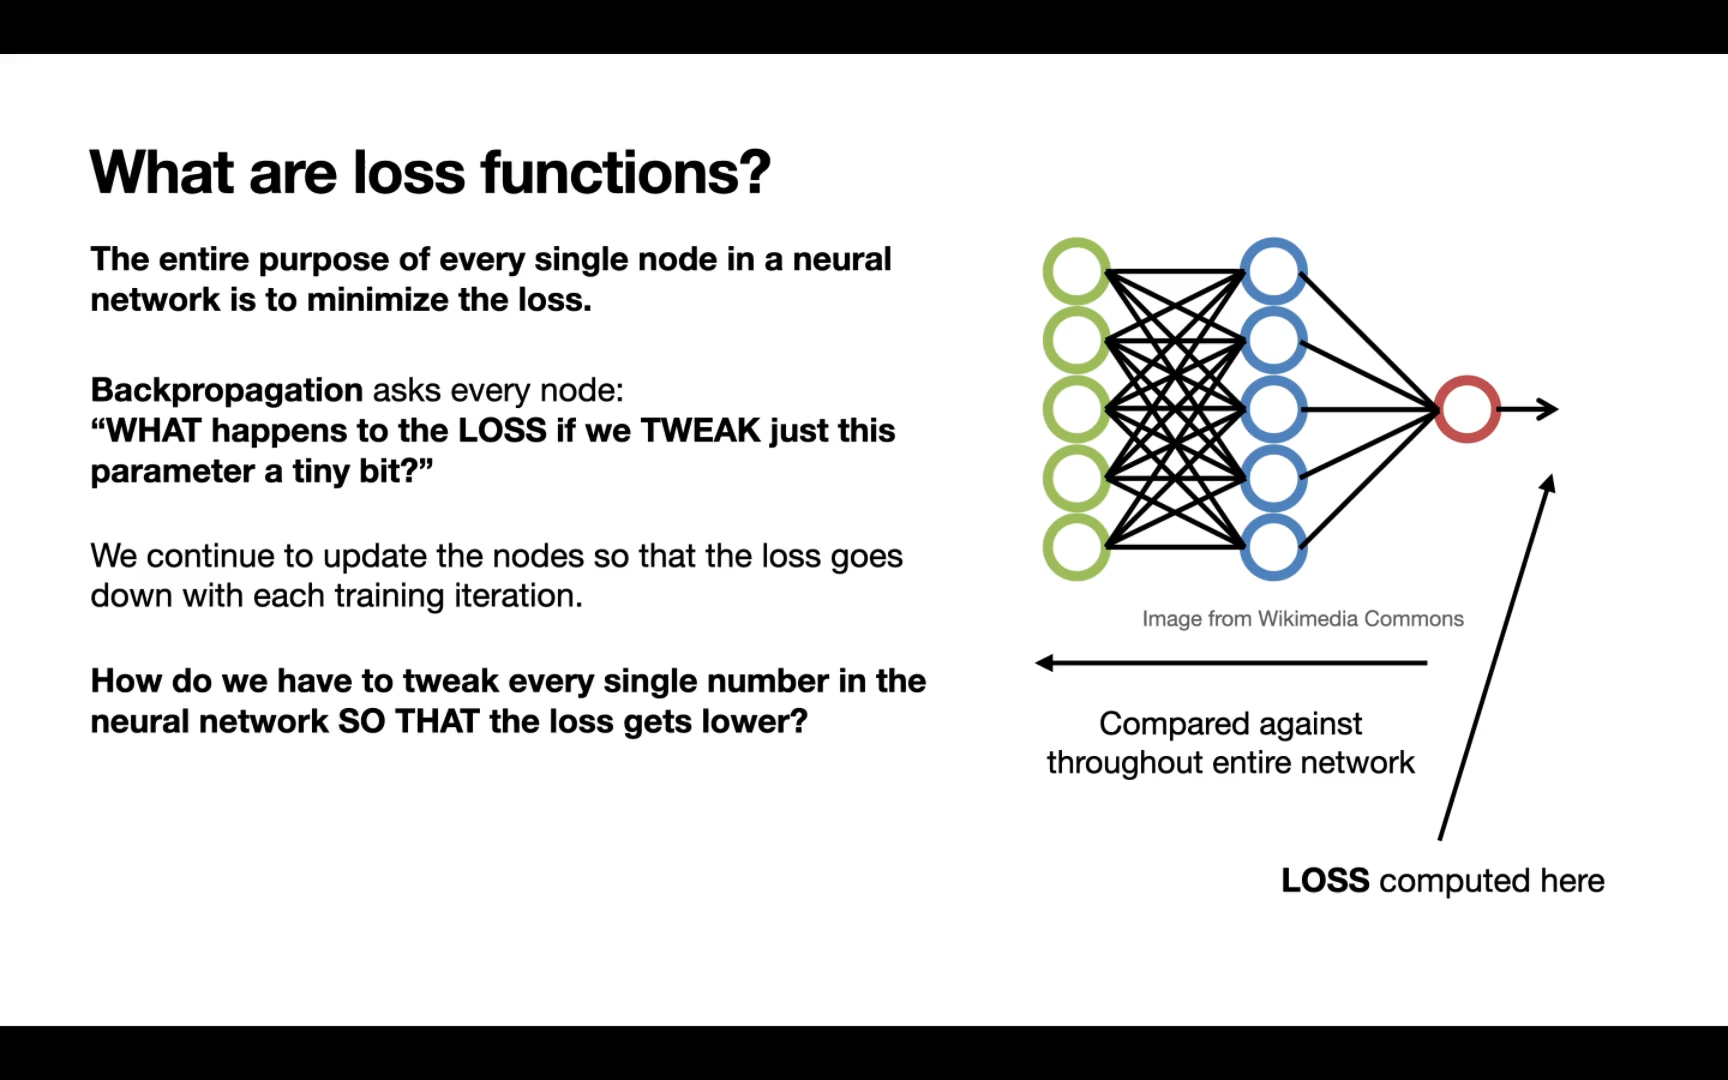 What are loss functions?
The entire purpose of every single node in a neural
network is to minimize the loss.
Backpropagation asks every node:
“WHAT happens to the LOSS if we TWEAK just this
parameter a tiny bit?”
We continue to update the nodes so that the loss goes
down with each training iteration.
How do we have to tweak every single number in the
neural network SO THAT the loss gets lower?
Image from Wikimedia Commons
Compared against
throughout entire network
LOSS computed here